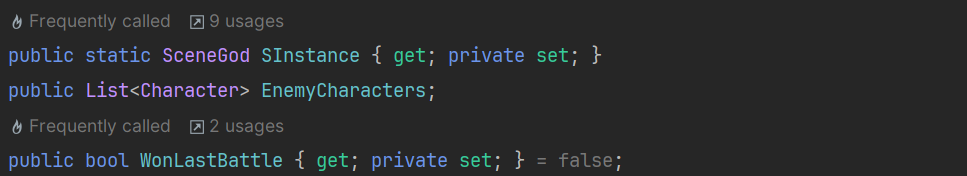 Frequently called 9 usages
public static SceneGod SInstance { get; private set; }
public List<Character> EnemyCharacters;
Frequently called 2 usages
public bool WonLastBattle { get; private set; } = false;